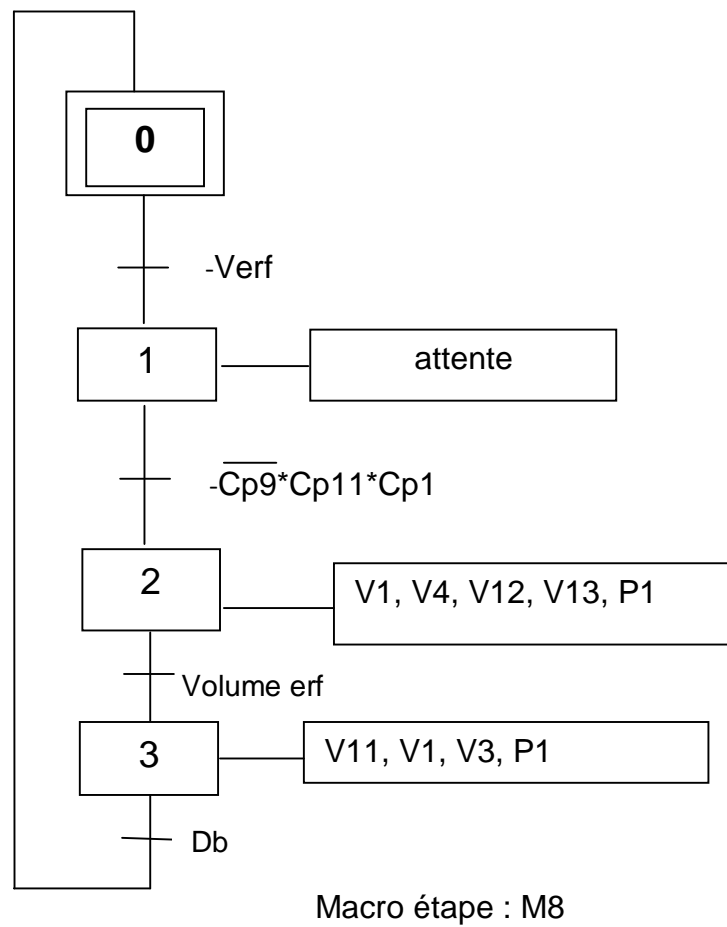 0
-Verf
1
attente
-C̅p̅9̅*Cp11*Cp1
2
V1, V4, V12, V13, P1
Volume erf
3
V11, V1, V3, P1
Db
Macro étape : M8